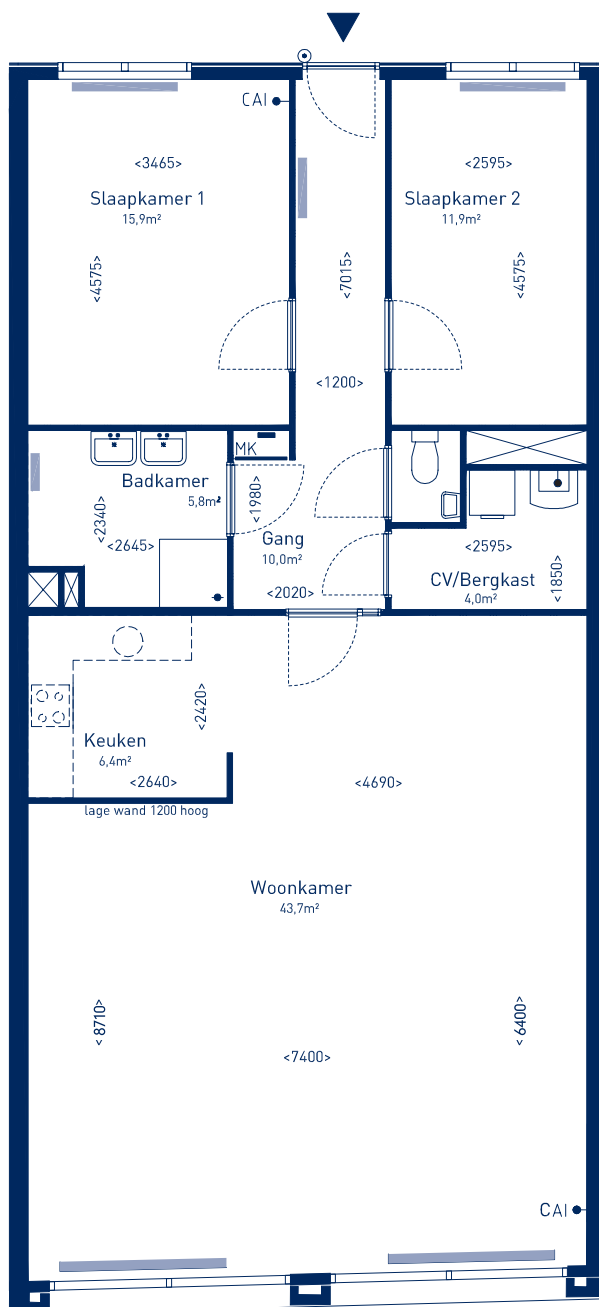 CAI
<3465>
<2595>
Slaapkamer 1
15,9m²
Slaapkamer 2
11,9m²
<4575>
<7015>
<4575>
<1200>
MK
Badkamer
5,8m²
<2340>
<2645>
<1980>
Gang
10,0m²
<2020>
<2595>
CV/Bergkast
4,0m²
<1850>
Keuken
6,4m²
<2420>
<2640>
lage wand 1200 hoog
<4690>
Woonkamer
43,7m²
<8710>
<6400>
<7400>
CAI